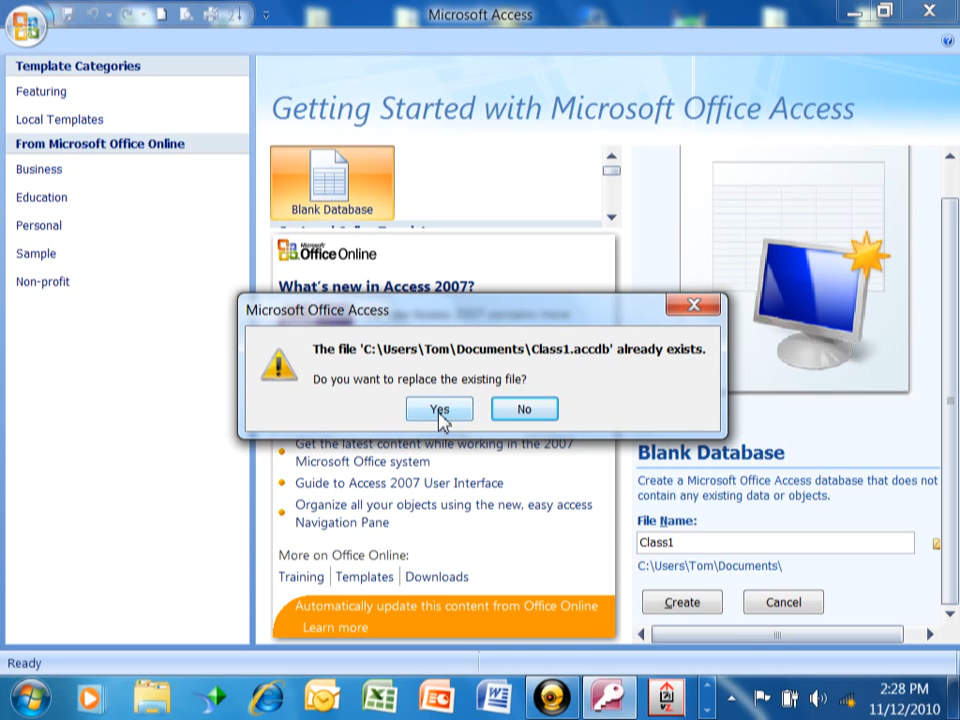 Microsoft Access
Template Categories
Featuring
Local Templates
From Microsoft Office Online
Business
Education
Personal
Sample
Non-profit
Getting Started with Microsoft Office Access
Blank Database
Microsoft
Office Online
What's new in Access 2007?
Microsoft Office Access
The file 'C:\Users\Tom\Documents\Class1.accdb' already exists.
Do you want to replace the existing file?
Yes
No
Get the latest content while working in the 2007
Microsoft Office system
Guide to Access 2007 User Interface
Organize all your objects using the new, easy access
Navigation Pane
More on Office Online:
Training
Templates
Downloads
Automatically update this content from Office Online
Learn more
Blank Database
Create a Microsoft Office Access database that does not
contain any existing data or objects.
File Name:
Class1
C:\Users\Tom\Documents\
Create
Cancel
Ready
2:28 PM
11/12/2010